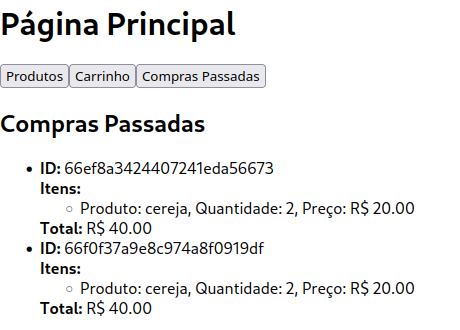 Página Principal
Produtos Carrinho Compras Passadas
Compras Passadas
ID: 66ef8a3424407241eda56673
Itens:
Produto: cereja, Quantidade: 2, Preço: R$ 20.00
Total: R$ 40.00
ID: 66f0f37a9e8c974a8f0919df
Itens:
Produto: cereja, Quantidade: 2, Preço: R$ 20.00
Total: R$ 40.00